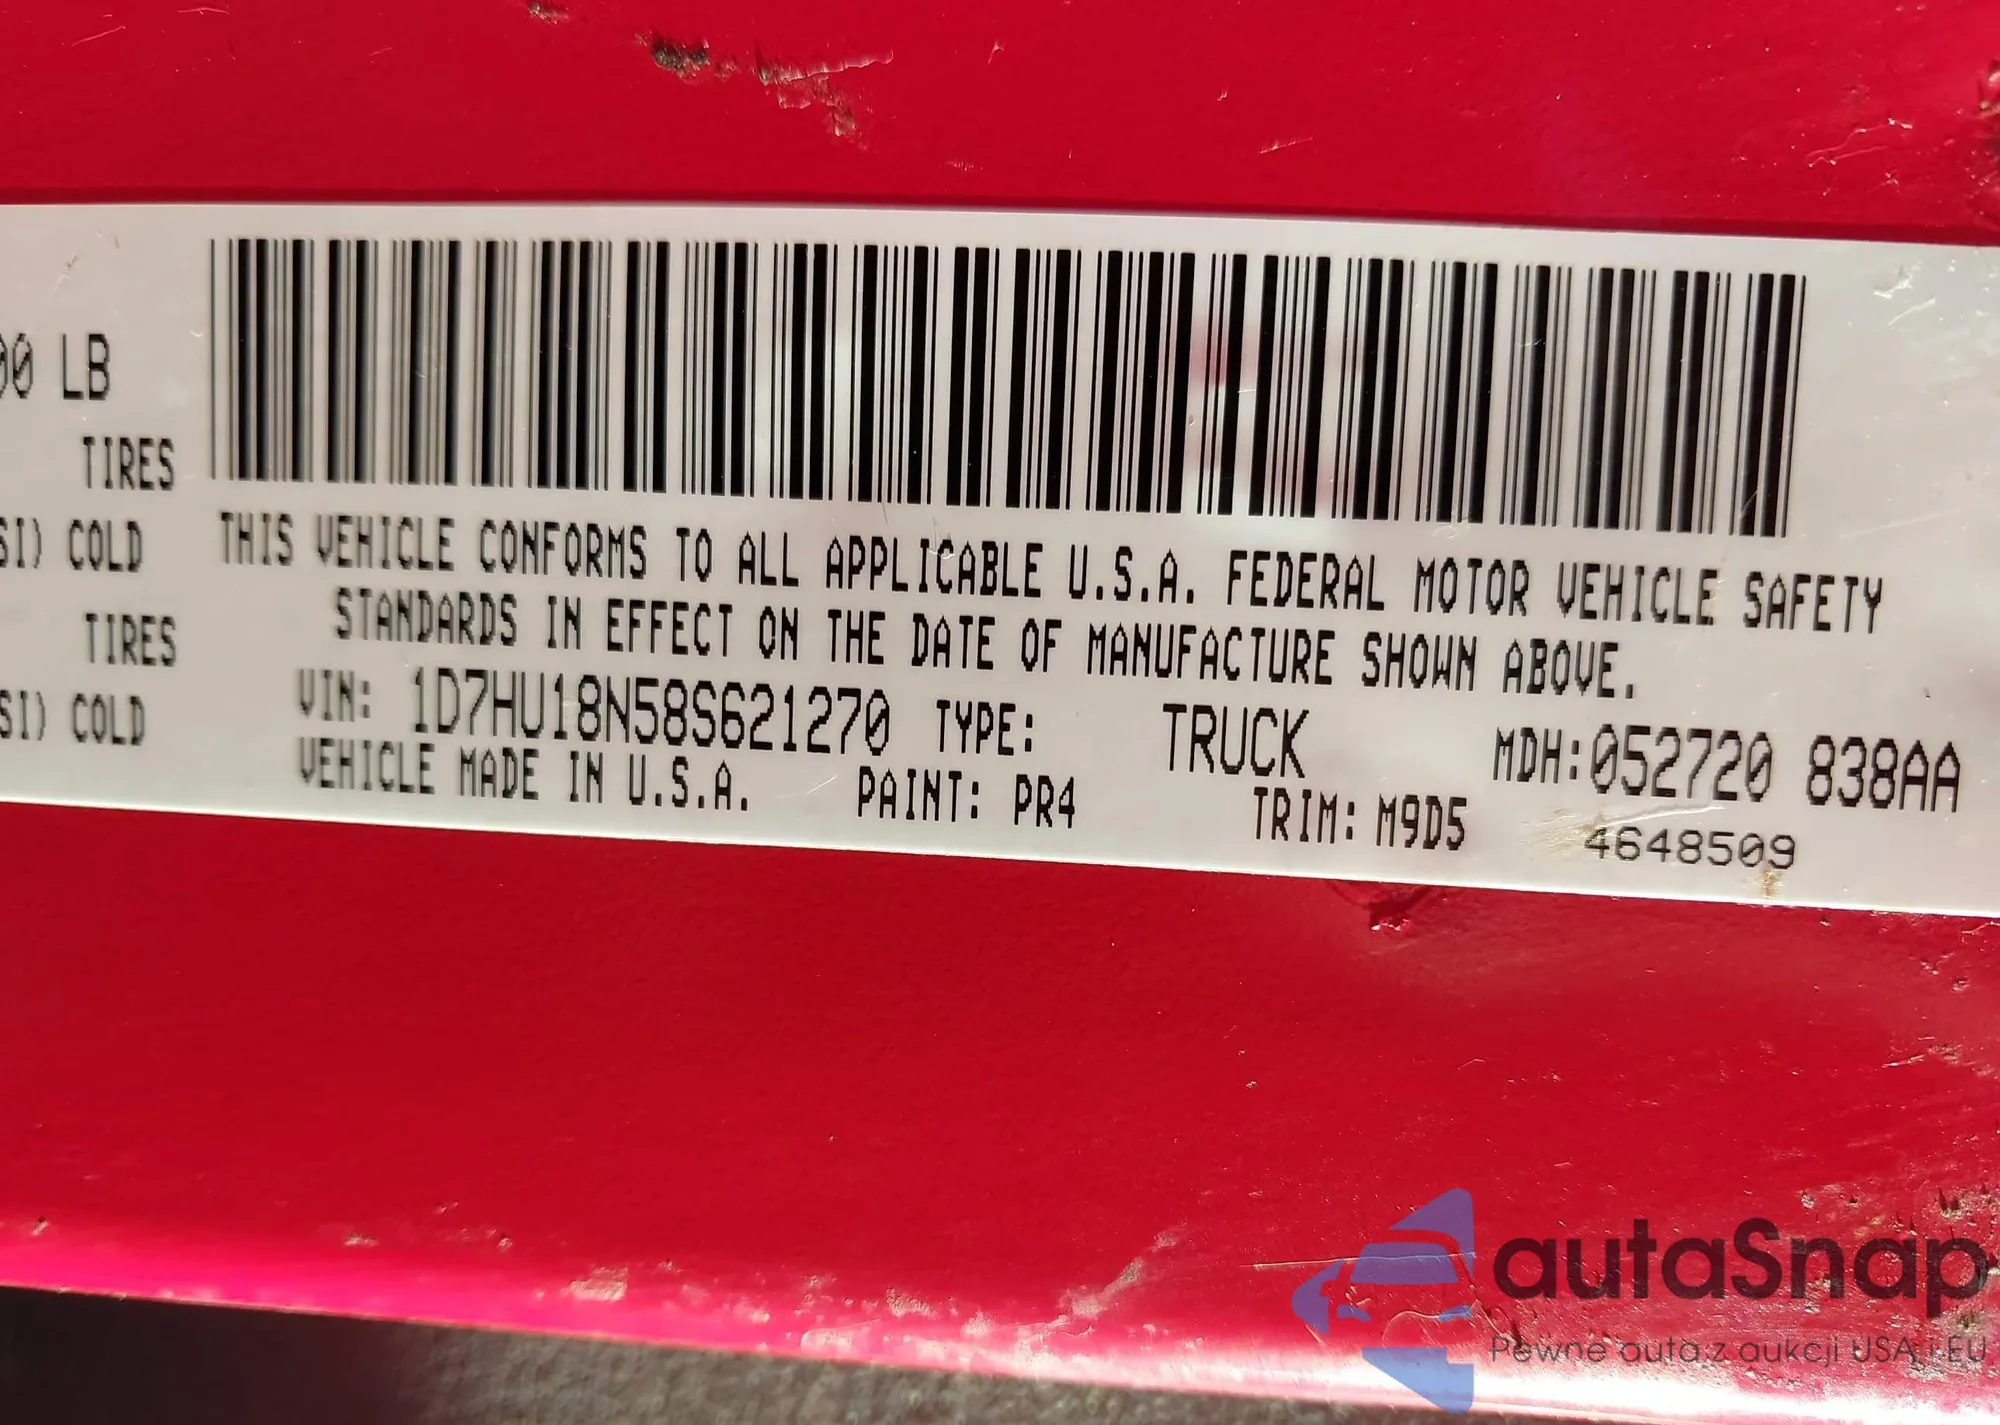 00 LB
TIRES
SI) COLD
TIRES
SI) COLD
THIS VEHICLE CONFORMS TO ALL APPLICABLE U.S.A. FEDERAL MOTOR VEHICLE SAFETY
STANDARDS IN EFFECT ON THE DATE OF MANUFACTURE SHOWN ABOVE.
VIN: 1D7HU18N58S621270 TYPE: TRUCK MDH:052720 838AA
VEHICLE MADE IN U.S.A. PAINT: PR4 TRIM: M9D5
4648509
autaSnap
Pewne auta z aukcji USA i EU